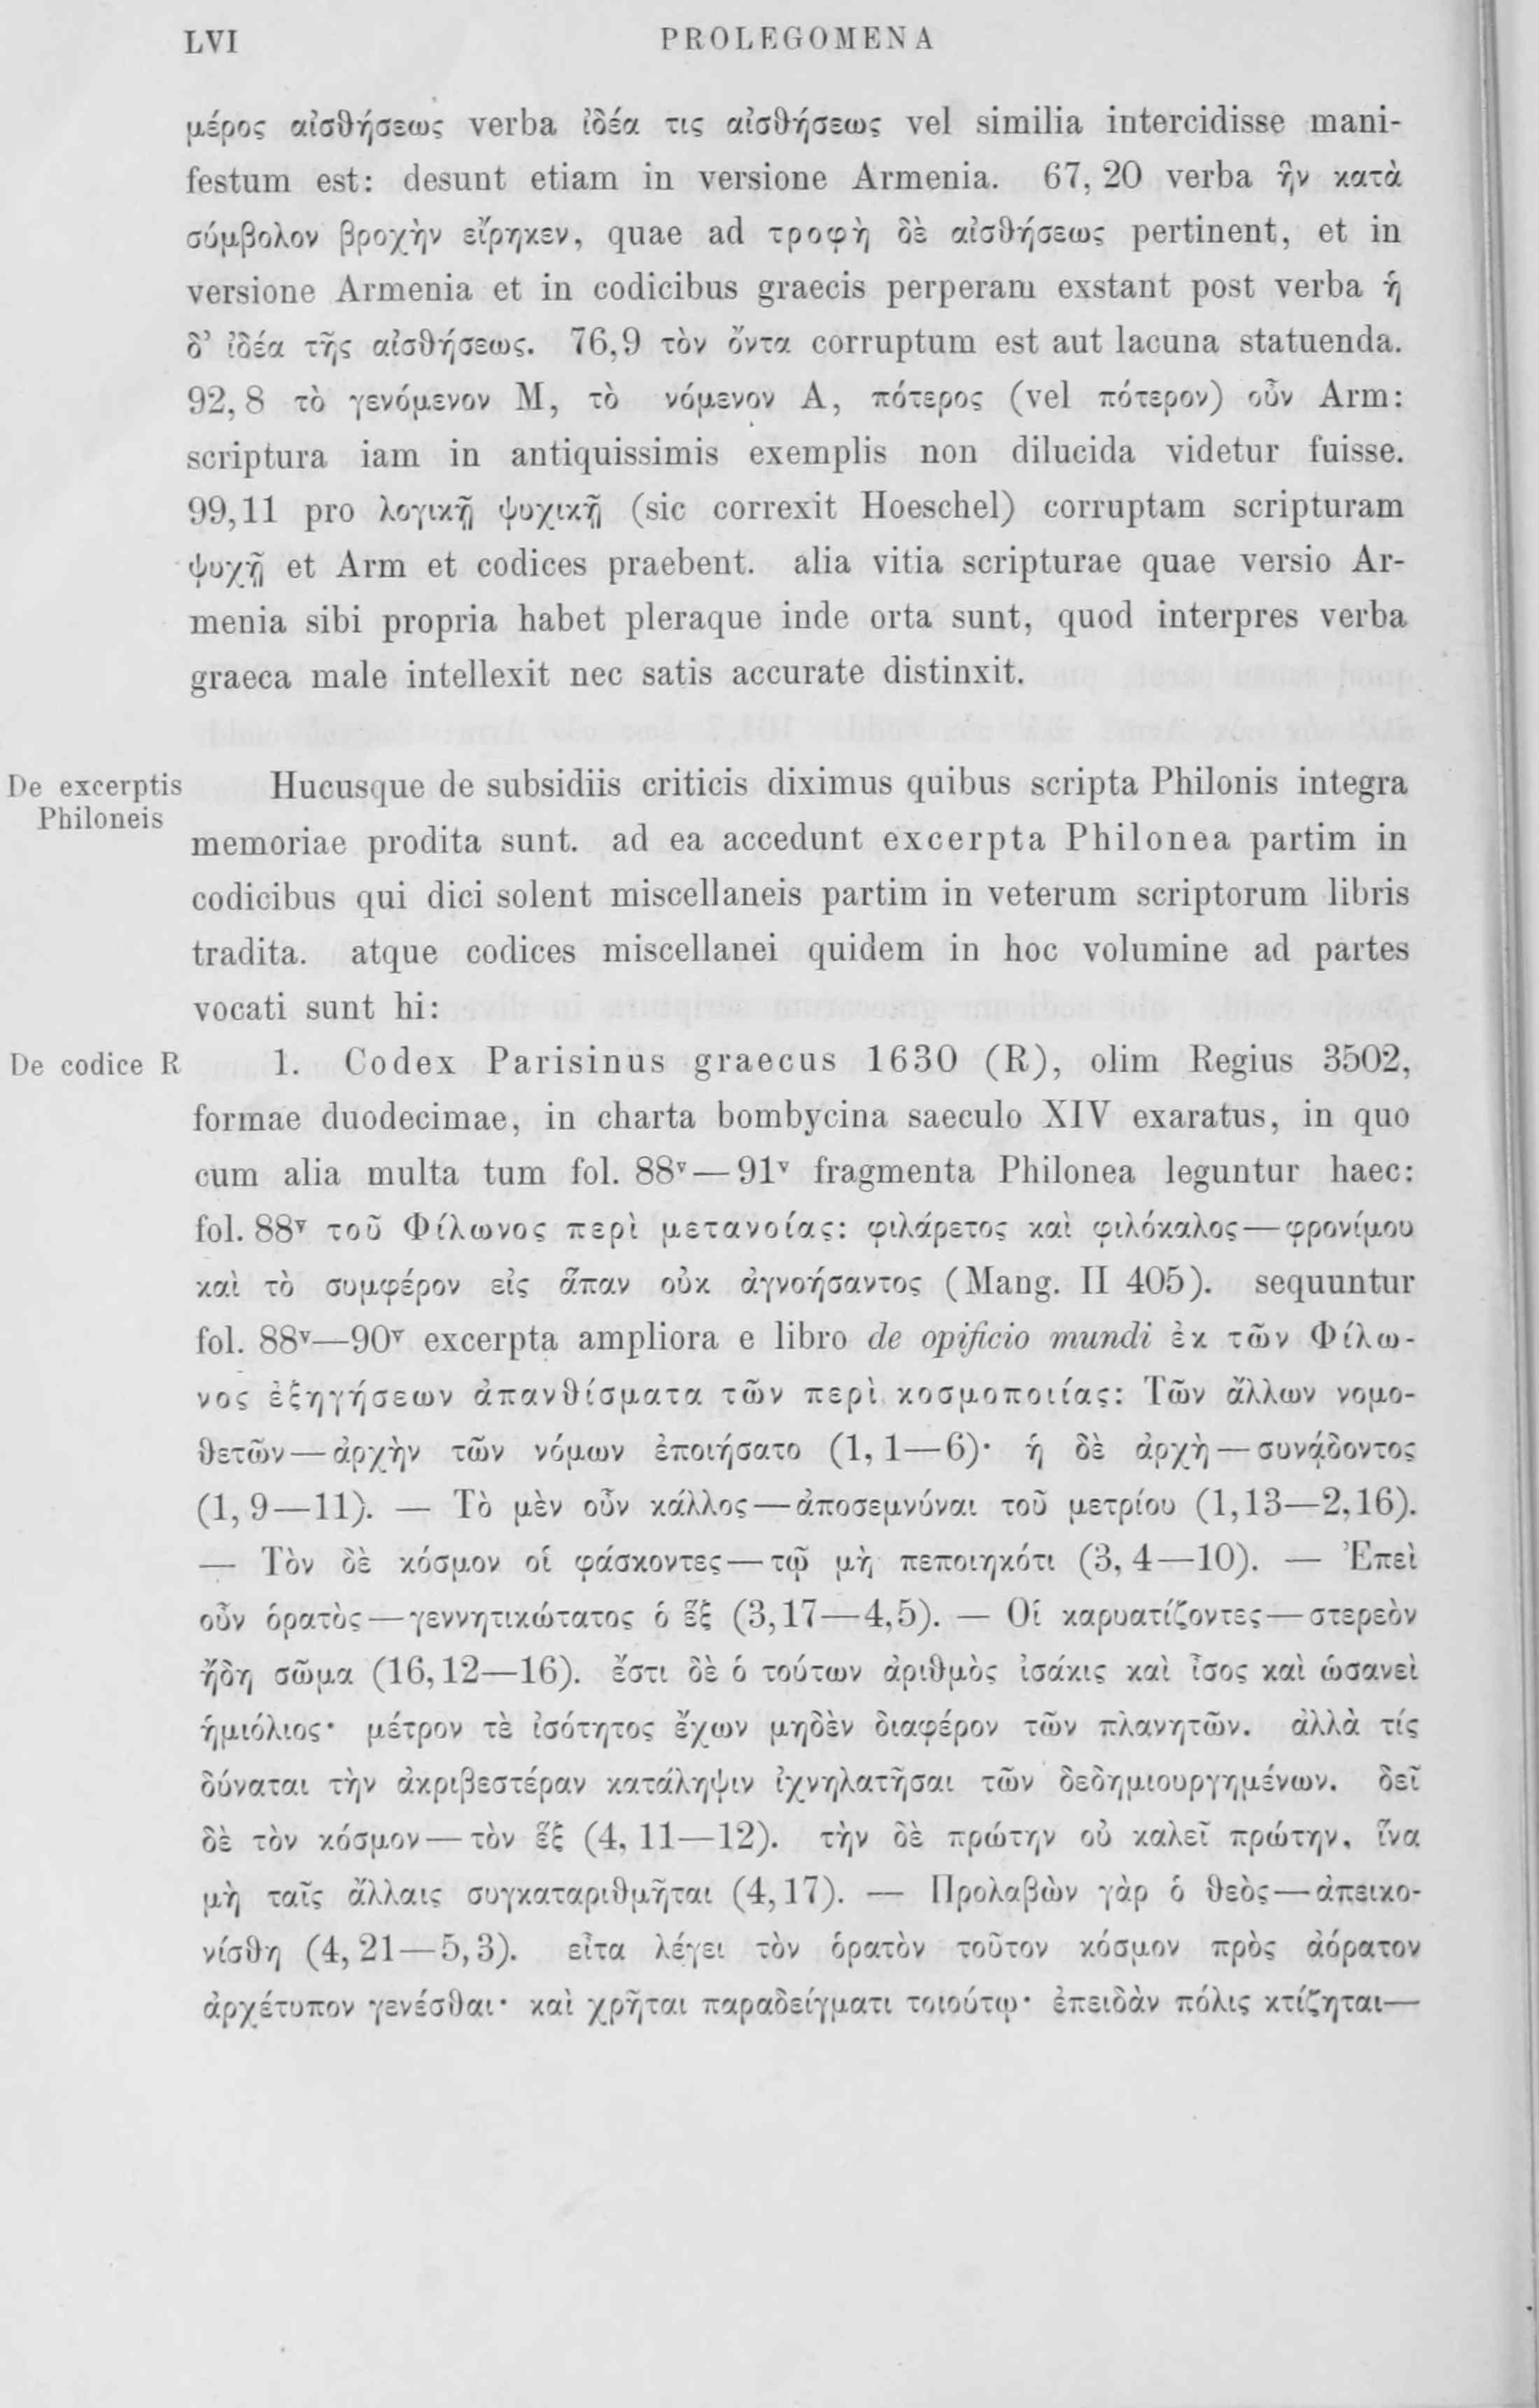 LVI PROLEGOMENA
μέρος αἰσθήσεως verba ἰδέα τις αἰσθήσεως vel similia intercidisse mani-
festum est: desunt etiam in versione Armenia. 67, 20 verba ἣν κατὰ
σύμβολον βροχὴν εἴρηκεν, quae ad τροφὴ δὲ αἰσθήσεως pertinent, et in
versione Armenia et in codicibus graecis perperam exstant post verba ἡ
δ’ ἰδέα τῆς αἰσθήσεως. 76,9 τὸν ὄντα corruptum est aut lacuna statuenda.
92, 8 τὸ γενόμενον M, τὸ νόμενον A, πότερος (vel πότερον) οὖν Arm:
scriptura iam in antiquissimis exemplis non dilucida videtur fuisse.
99,11 pro λογικῇ ψυχικῇ (sic correxit Hoeschel) corruptam scripturam
ψυχῇ et Arm et codices praebent. alia vitia scripturae quae versio Ar-
menia sibi propria habet pleraque inde orta sunt, quod interpres verba
graeca male intellexit nec satis accurate distinxit.
De excerptis
Philoneis
Hucusque de subsidiis criticis diximus quibus scripta Philonis integra
memoriae prodita sunt. ad ea accedunt excerpta Philonea partim in
codicibus qui dici solent miscellaneis partim in veterum scriptorum libris
tradita. atque codices miscellanei quidem in hoc volumine ad partes
vocati sunt hi:
De codice R
1. Codex Parisinus graecus 1630 (R), olim Regius 3502,
formae duodecimae, in charta bombycina saeculo XIV exaratus, in quo
cum alia multa tum fol. 88ᵛ—91ᵛ fragmenta Philonea leguntur haec:
fol. 88ᵛ τοῦ Φίλωνος περὶ μετανοίας: φιλάρετος καὶ φιλόκαλος—φρονίμου
καὶ τὸ συμφέρον εἰς ἅπαν οὐκ ἀγνοήσαντος (Mang. II 405). sequuntur
fol. 88ᵛ—90ᵛ excerpta ampliora e libro de opificio mundi ἐκ τῶν Φίλω-
νος ἐξηγήσεων ἀπανθίσματα τῶν περὶ κοσμοποιίας: Τῶν ἄλλων νομο-
θετῶν—ἀρχὴν τῶν νόμων ἐποιήσατο (1, 1—6)· ἡ δὲ ἀρχὴ—συνᾴδοντος
(1, 9—11). — Τὸ μὲν οὖν κάλλος—ἀποσεμνύναι τοῦ μετρίου (1,13—2,16).
— Τὸν δὲ κόσμον οἱ φάσκοντες—τῷ μὴ πεποιηκότι (3, 4—10). — Ἐπεὶ
οὖν ὁρατὸς—γεννητικώτατος ὁ ἕξ (3,17—4,5). — Οἱ καρυατίζοντες—στερεὸν
ἤδη σῶμα (16,12—16). ἔστι δὲ ὁ τούτων ἀριθμὸς ἰσάκις καὶ ἶσος καὶ ὡσανεὶ
ἡμιόλιος· μέτρον τὲ ἰσότητος ἔχων μηδὲν διαφέρον τῶν πλανητῶν. ἀλλὰ τίς
δύναται τὴν ἀκριβεστέραν κατάληψιν ἰχνηλατῆσαι τῶν δεδημιουργημένων. δεῖ
δὲ τὸν κόσμον—τὸν ἕξ (4, 11—12). τὴν δὲ πρώτην οὐ καλεῖ πρώτην, ἵνα
μὴ ταῖς ἄλλαις συγκαταριθμῆται (4,17). — Προλαβὼν γὰρ ὁ θεὸς—ἀπεικο-
νίσθη (4, 21—5,3). εἶτα λέγει τὸν ὁρατὸν τοῦτον κόσμον πρὸς ἀόρατον
ἀρχέτυπον γενέσθαι· καὶ χρῆται παραδείγματι τοιούτῳ· ἐπειδὰν πόλις κτίζηται—